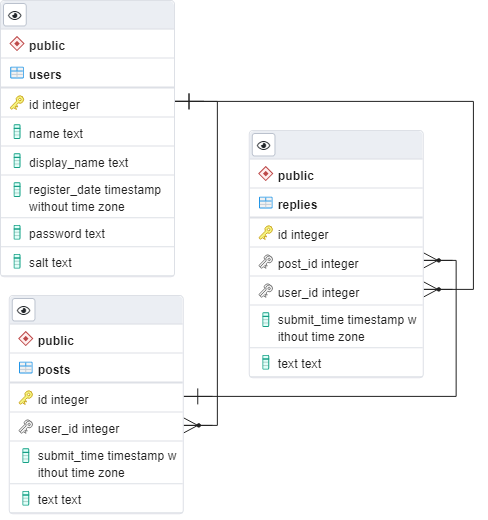 public
users
id integer
name text
display_name text
register_date timestamp
without time zone
password text
salt text
public
replies
id integer
post_id integer
user_id integer
submit_time timestamp w
ithout time zone
text text
public
posts
id integer
user_id integer
submit_time timestamp w
ithout time zone
text text